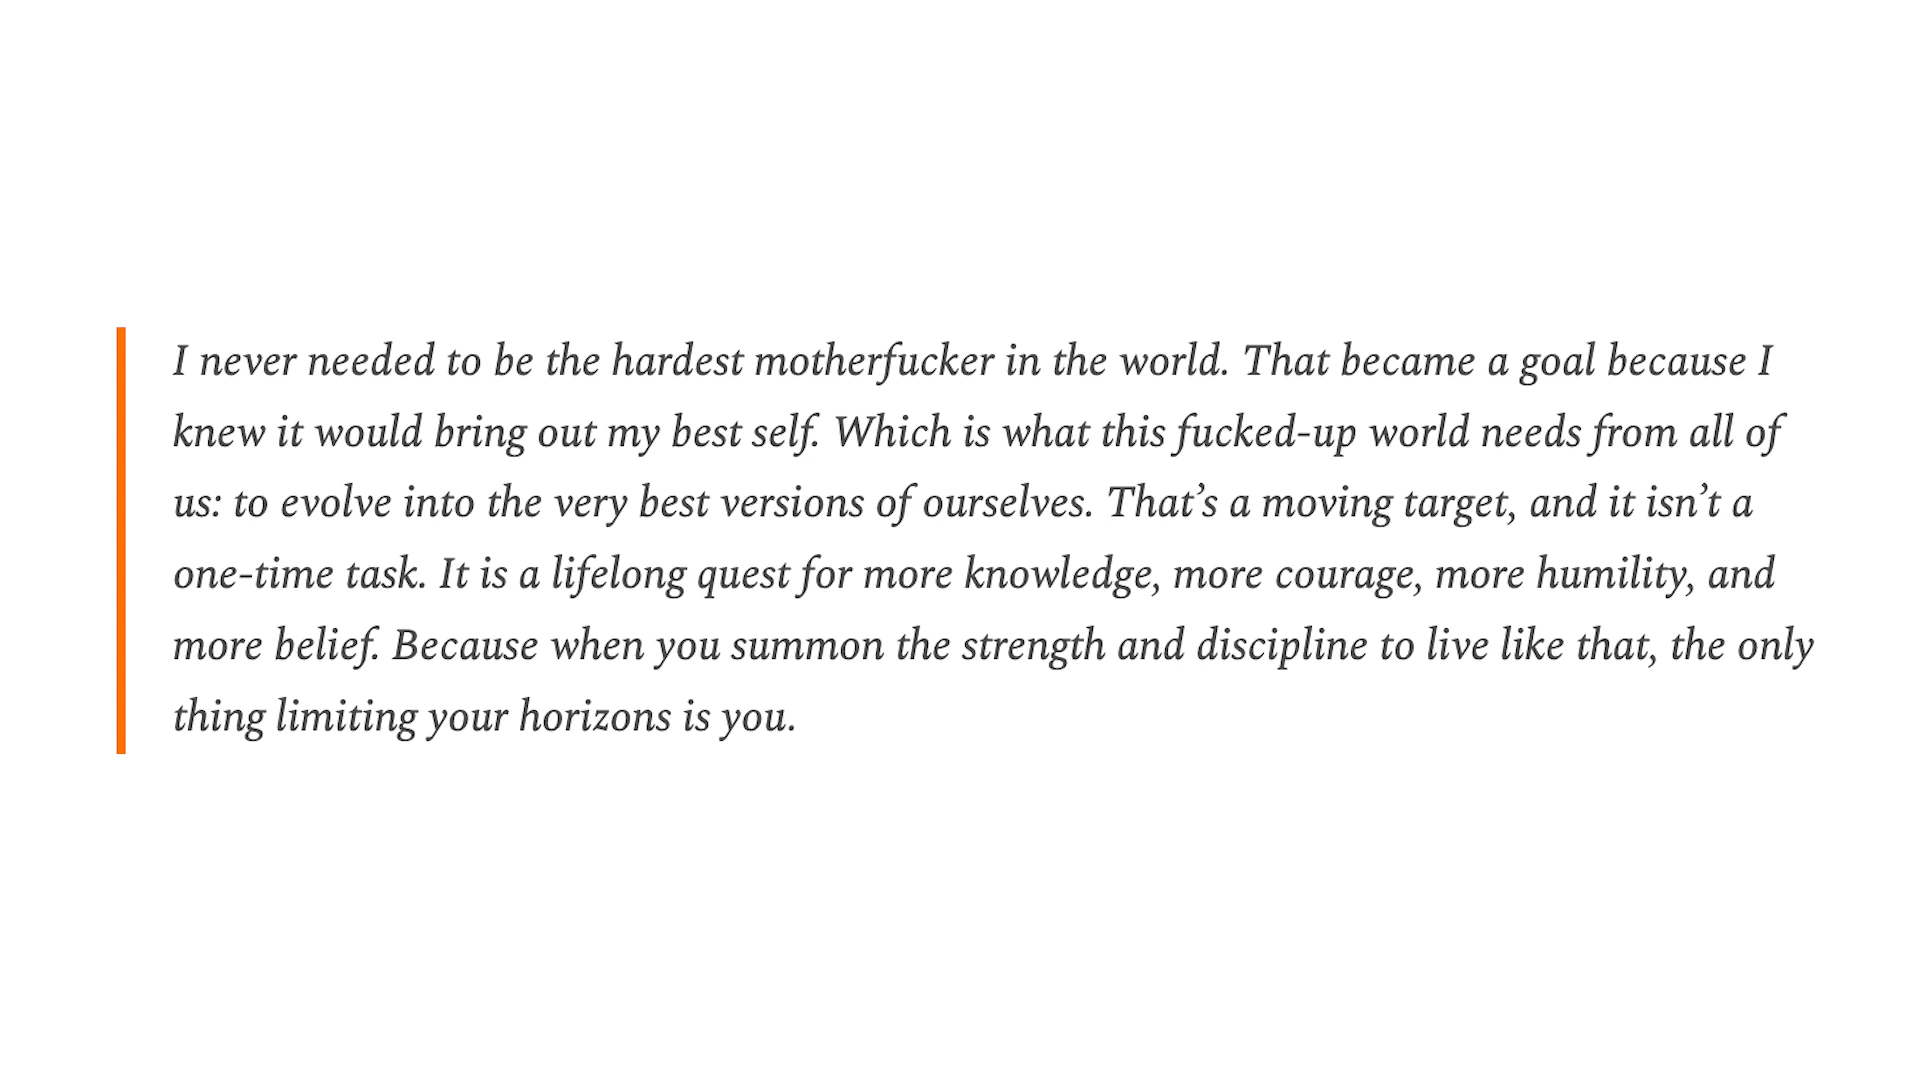 I never needed to be the hardest motherfucker in the world. That became a goal because I
knew it would bring out my best self. Which is what this fucked-up world needs from all of
us: to evolve into the very best versions of ourselves. That’s a moving target, and it isn’t a
one-time task. It is a lifelong quest for more knowledge, more courage, more humility, and
more belief. Because when you summon the strength and discipline to live like that, the only
thing limiting your horizons is you.